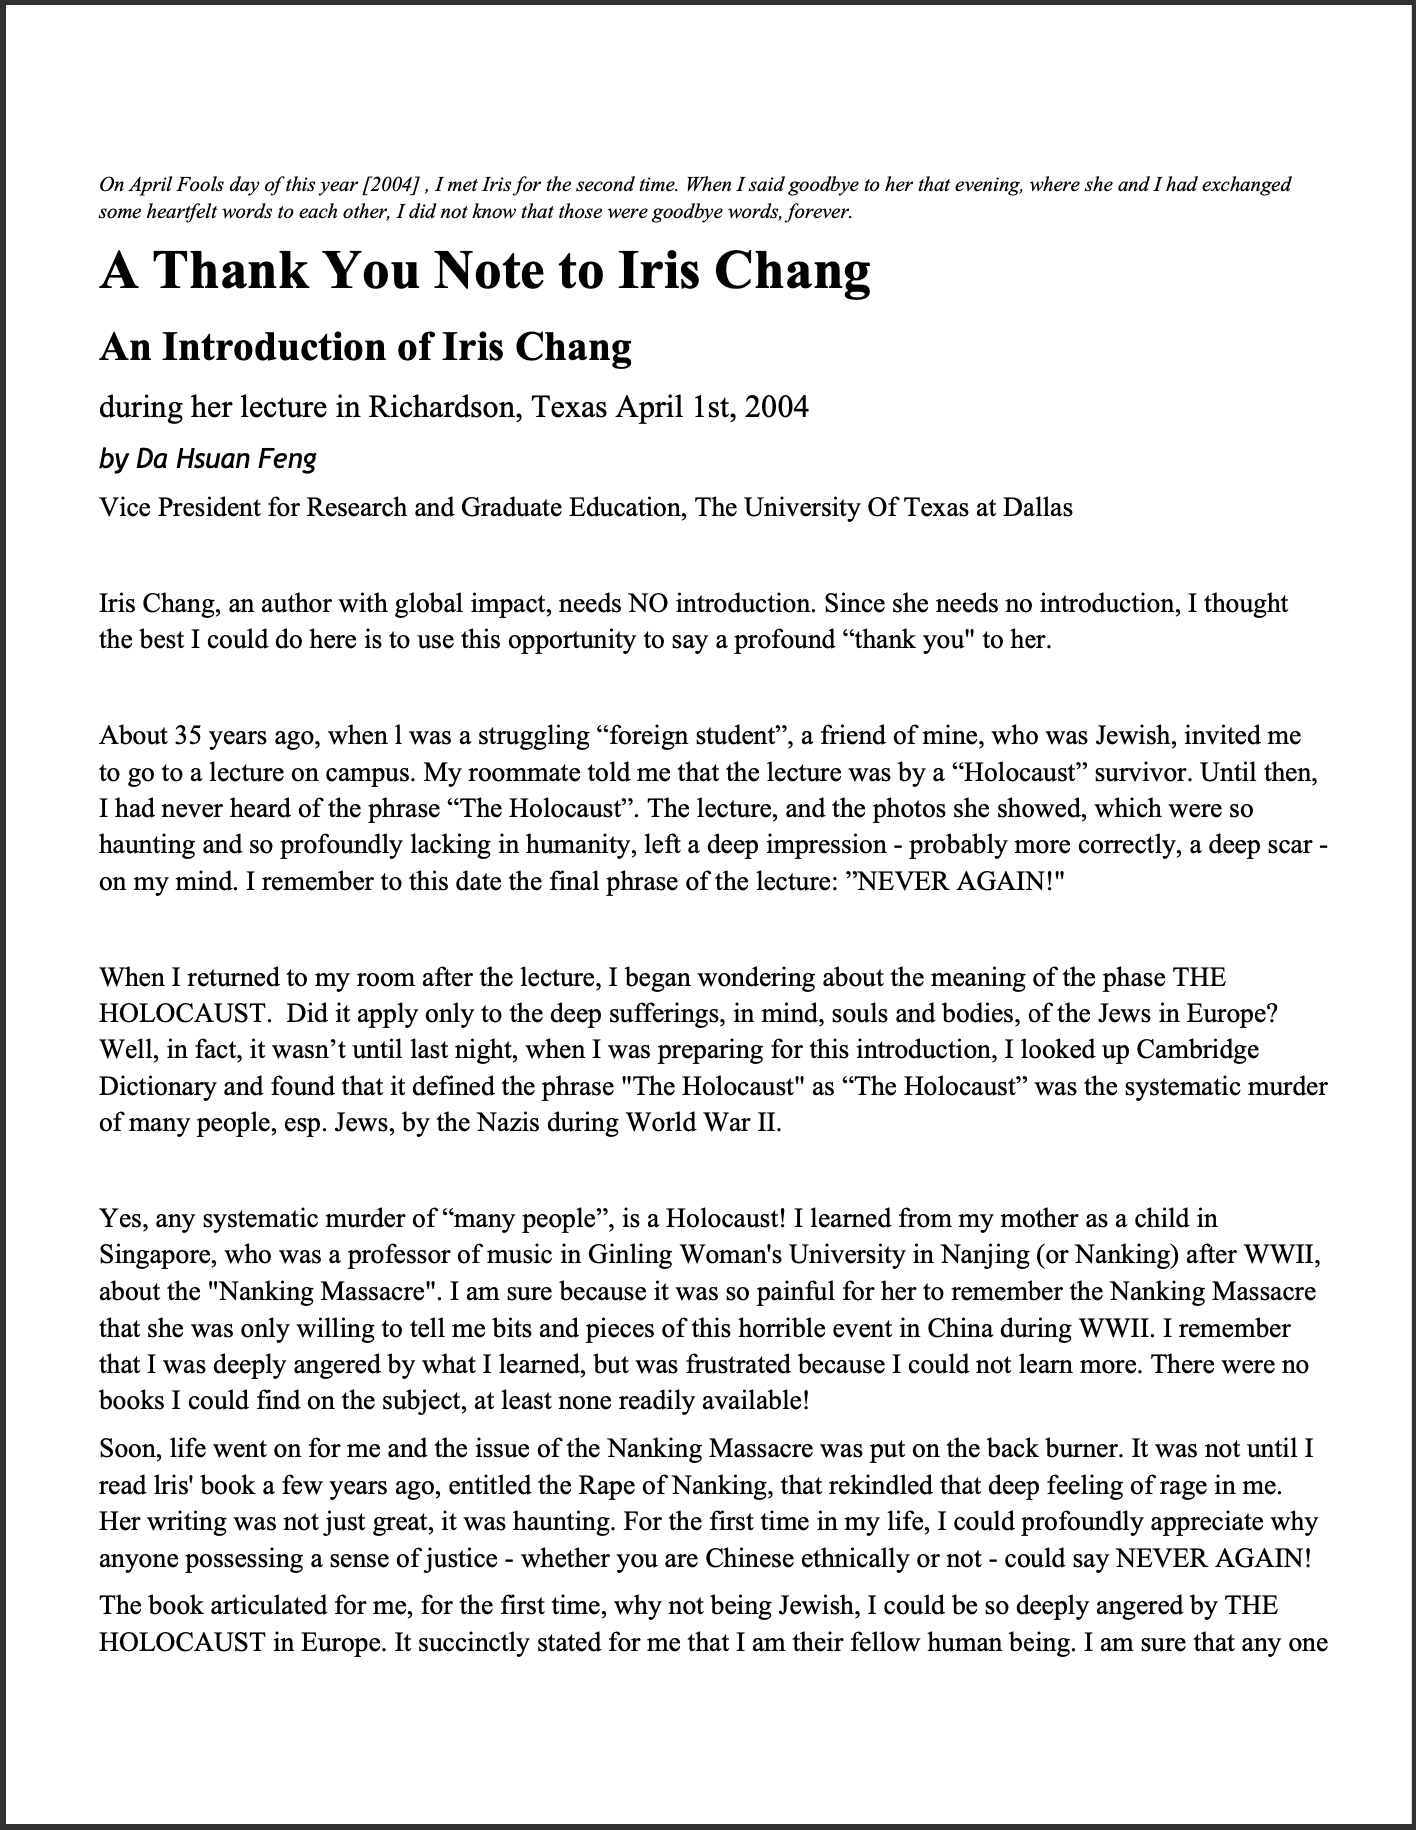 On April Fools day of this year [2004] , I met Iris for the second time. When I said goodbye to her that evening, where she and I had exchanged
some heartfelt words to each other, I did not know that those were goodbye words, forever.
A Thank You Note to Iris Chang
An Introduction of Iris Chang
during her lecture in Richardson, Texas April 1st, 2004
by Da Hsuan Feng
Vice President for Research and Graduate Education, The University Of Texas at Dallas
Iris Chang, an author with global impact, needs NO introduction. Since she needs no introduction, I thought
the best I could do here is to use this opportunity to say a profound “thank you" to her.
About 35 years ago, when l was a struggling “foreign student”, a friend of mine, who was Jewish, invited me
to go to a lecture on campus. My roommate told me that the lecture was by a “Holocaust” survivor. Until then,
I had never heard of the phrase “The Holocaust”. The lecture, and the photos she showed, which were so
haunting and so profoundly lacking in humanity, left a deep impression - probably more correctly, a deep scar -
on my mind. I remember to this date the final phrase of the lecture: ”NEVER AGAIN!"
When I returned to my room after the lecture, I began wondering about the meaning of the phase THE
HOLOCAUST.  Did it apply only to the deep sufferings, in mind, souls and bodies, of the Jews in Europe?
Well, in fact, it wasn’t until last night, when I was preparing for this introduction, I looked up Cambridge
Dictionary and found that it defined the phrase "The Holocaust" as “The Holocaust” was the systematic murder
of many people, esp. Jews, by the Nazis during World War II.
Yes, any systematic murder of “many people”, is a Holocaust! I learned from my mother as a child in
Singapore, who was a professor of music in Ginling Woman's University in Nanjing (or Nanking) after WWII,
about the "Nanking Massacre". I am sure because it was so painful for her to remember the Nanking Massacre
that she was only willing to tell me bits and pieces of this horrible event in China during WWII. I remember
that I was deeply angered by what I learned, but was frustrated because I could not learn more. There were no
books I could find on the subject, at least none readily available!
Soon, life went on for me and the issue of the Nanking Massacre was put on the back burner. It was not until I
read lris' book a few years ago, entitled the Rape of Nanking, that rekindled that deep feeling of rage in me.
Her writing was not just great, it was haunting. For the first time in my life, I could profoundly appreciate why
anyone possessing a sense of justice - whether you are Chinese ethnically or not - could say NEVER AGAIN!
The book articulated for me, for the first time, why not being Jewish, I could be so deeply angered by THE
HOLOCAUST in Europe. It succinctly stated for me that I am their fellow human being. I am sure that any one